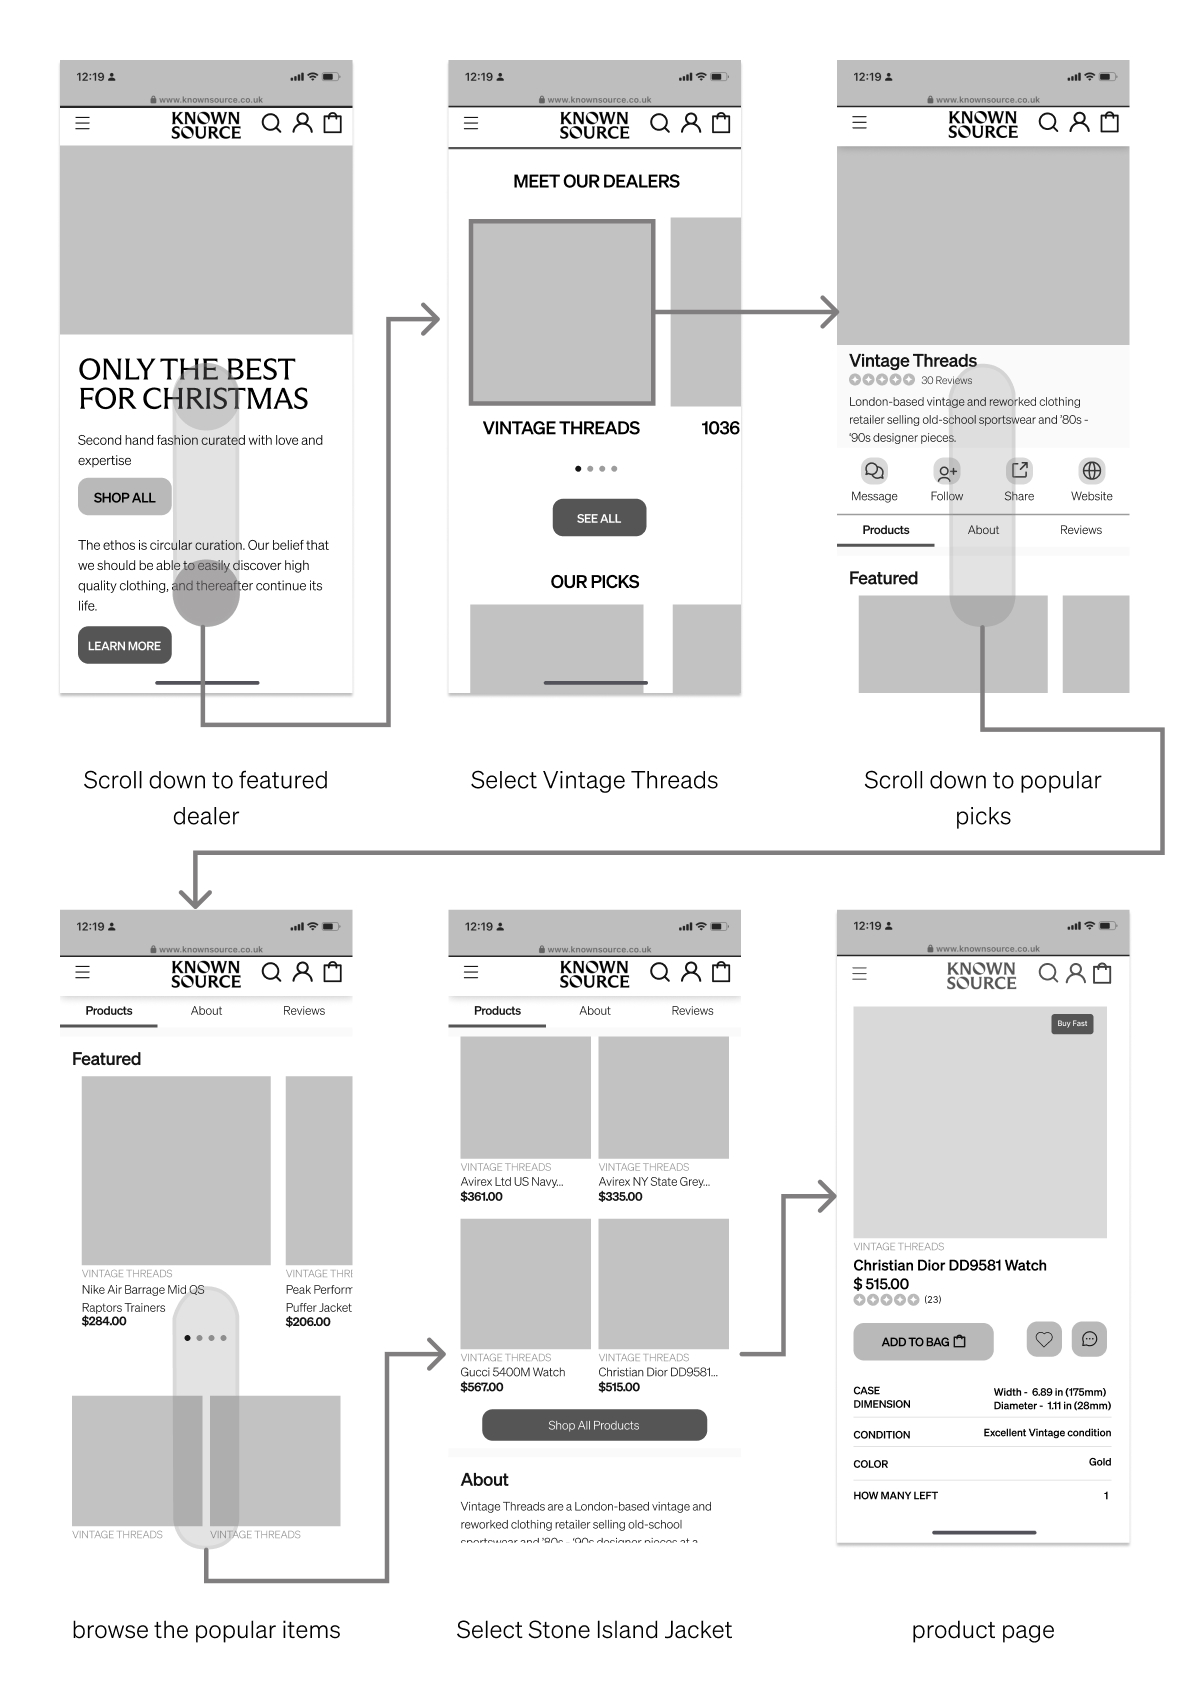 12:19
www.knownsource.co.uk
KNOWN
SOURCE
ONLY THE BEST
FOR CHRISTMAS
Second hand fashion curated with love and
expertise
SHOP ALL
The ethos is circular curation. Our belief that
we should be able to easily discover high
quality clothing, and thereafter continue its
life.
LEARN MORE
Scroll down to featured
dealer
12:19
www.knownsource.co.uk
KNOWN
SOURCE
MEET OUR DEALERS
VINTAGE THREADS
1036
SEE ALL
OUR PICKS
Select Vintage Threads
12:19
www.knownsource.co.uk
KNOWN
SOURCE
Vintage Threads
30 Reviews
London-based vintage and reworked clothing
retailer selling old-school sportswear and '80s -
'90s designer pieces.
Message Follow Share Website
Products About Reviews
Featured
Scroll down to popular
picks
12:19
www.knownsource.co.uk
KNOWN
SOURCE
Products About Reviews
Featured
VINTAGE THREADS
Nike Air Barrage Mid QS
Raptors Trainers
$284.00
VINTAGE THRE
Peak Perform
Puffer Jacket
$206.00
VINTAGE THREADS VINTAGE THREADS
browse the popular items
12:19
www.knownsource.co.uk
KNOWN
SOURCE
Products About Reviews
VINTAGE THREADS
Avirex Ltd US Navy...
$361.00
VINTAGE THREADS
Avirex NY State Grey...
$335.00
VINTAGE THREADS
Gucci 5400M Watch
$567.00
VINTAGE THREADS
Christian Dior DD9581...
$515.00
Shop All Products
About
Vintage Threads are a London-based vintage and
reworked clothing retailer selling old-school
sportswear and '80s - '90s designer pieces at a
Select Stone Island Jacket
12:19
www.knownsource.co.uk
KNOWN
SOURCE
Buy Fast
VINTAGE THREADS
Christian Dior DD9581 Watch
$ 515.00
(23)
ADD TO BAG
CASE
DIMENSION
Width - 6.89 in (175mm)
Diameter - 1.11 in (28mm)
CONDITION Excellent Vintage condition
COLOR Gold
HOW MANY LEFT 1
product page